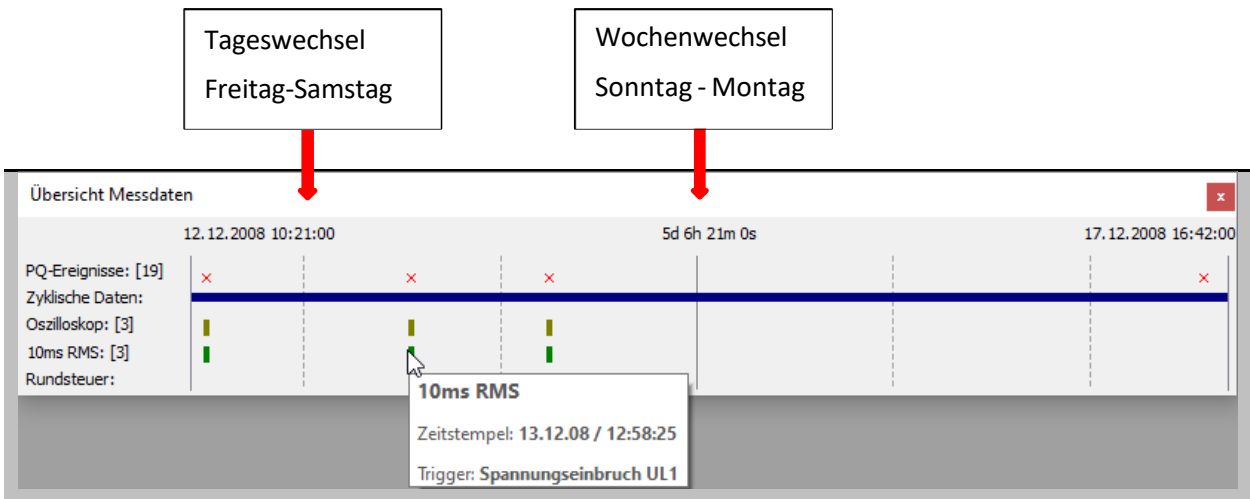 Tageswechsel
Freitag-Samstag
Wochenwechsel
Sonntag - Montag
Übersicht Messdaten
x
12.12.2008 10:21:00
5d 6h 21m 0s
17.12.2008 16:42:00
PQ-Ereignisse: [19]
Zyklische Daten:
Oszilloskop: [3]
10ms RMS: [3]
Rundsteuer:
10ms RMS
Zeitstempel: 13.12.08 / 12:58:25
Trigger: Spannungseinbruch UL1